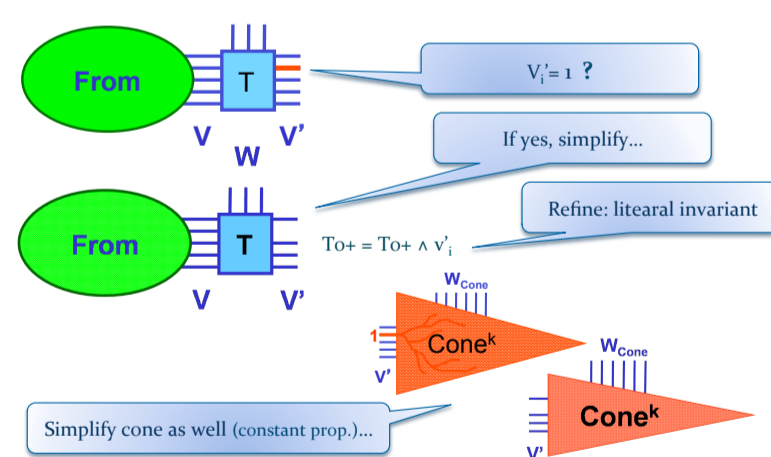 From
T
V
V'
W
Vi'= 1 ?
If yes, simplify...
From
T
V
V'
To+ = To+ ∧ v'i
Refine: litearal invariant
WCone
1
Conek
V'
WCone
Conek
V'
Simplify cone as well (constant prop.)...